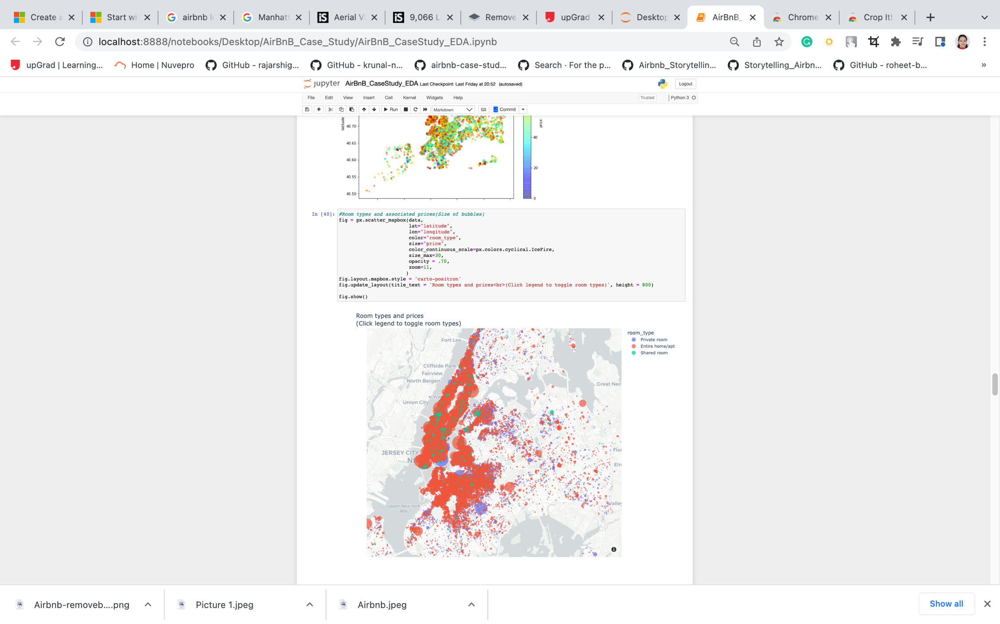 Create a
Start wi
airbnb l
Manhatt
Aerial Vi
9,066 L
Remove
upGrad
Desktop
AirBnB_
Chrome
Crop It!
localhost:8888/notebooks/Desktop/AirBnB_Case_Study/AirBnB_CaseStudy_EDA.ipynb
upGrad | Learning...
Home | Nuvepro
GitHub - rajarshig...
GitHub - krunal-n...
airbnb-case-stud...
Search · For the p...
Airbnb_Storytellin...
Storytelling_Airbn...
GitHub - roheet-b...
»
jupyter AirBnB_CaseStudy_EDA Last Checkpoint: Last Friday at 20:52 (autosaved)
Logout
File Edit View Insert Cell Kernel Widgets Help
Trusted
Python 3
Run
Markdown
Commit
latitude
40.70
40.65
40.60
40.55
40.50
price
40
20
0
In [40]:
#Room types and associated prices(Size of bubbles)
fig = px.scatter_mapbox(data,
lat="latitude",
lon="longitude",
color="room_type",
size="price",
color_continuous_scale=px.colors.cyclical.IceFire,
size_max=30,
opacity = .70,
zoom=11,
)
fig.layout.mapbox.style = 'carto-positron'
fig.update_layout(title_text = 'Room types and prices<br>(Click legend to toggle room types)', height = 800)
fig.show()
Room types and prices
(Click legend to toggle room types)
room_type
Private room
Entire home/apt
Shared room
Fort Lee
Cliffside Park
Fairview
North Bergen
Great Nec
w Yor
Union City
JERSEY CITY
NE
Flo
Elm
Upper New York
Bay
Valley
Airbnb-removeb....png
Picture 1.jpeg
Airbnb.jpeg
Show all